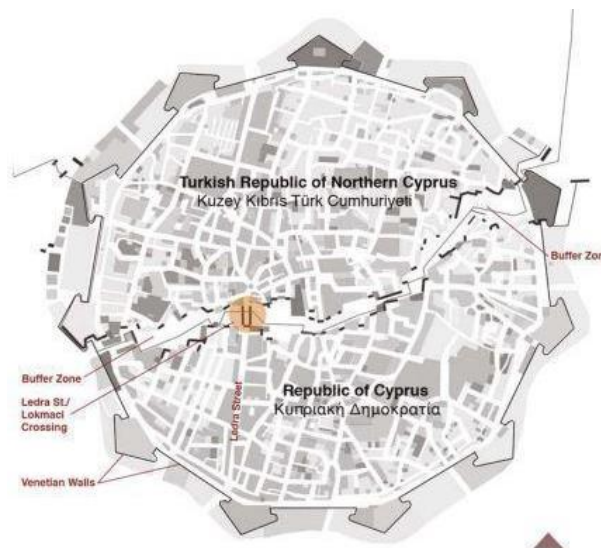 Turkish Republic of Northern Cyprus
Kuzey Kıbrıs Türk Cumhuriyeti
Buffer Zon
Buffer Zone
Ledra St./
Lokmaci
Crossing
Ledra Street
Republic of Cyprus
Κυπριακή Δημοκρατία
Venetian Walls